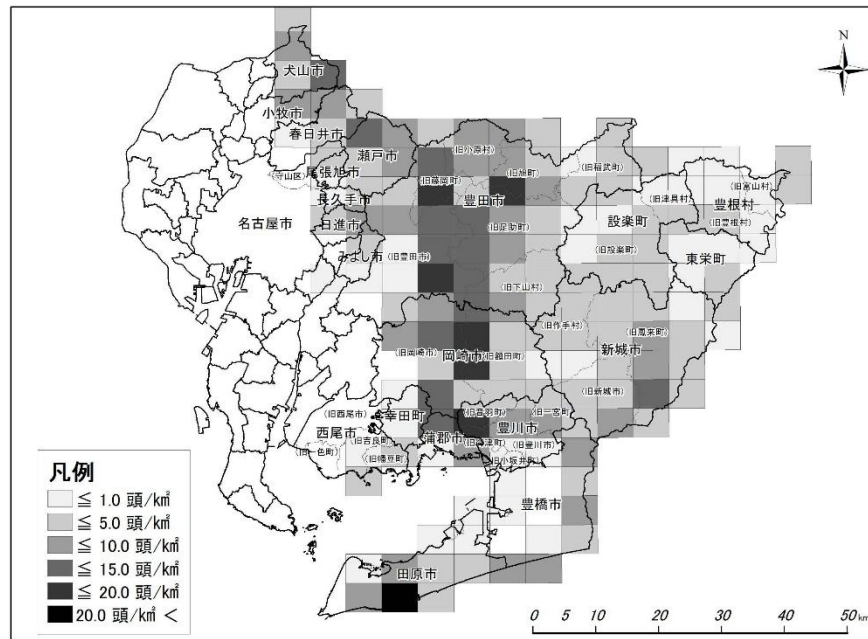 N
犬山市
小牧市
春日井市
瀬戸市
(旧小原村)
(旧旭町)
(旧稲武町)
(守山区)
尾張旭市
(旧藤岡町)
豊田市
(旧津具村)
(旧富山村)
豊根村
長久手市
名古屋市
日進市
(旧足助町)
設楽町
(旧豊根村)
みよし市
(旧豊田市)
(旧設楽町)
東栄町
(旧下山村)
(旧作手村)
(旧鳳来町)
新城市
(旧岡崎市)
岡崎市
(旧額田町)
(旧新城市)
(旧西尾市)
幸田町
(旧音羽町)
(旧一宮町)
西尾市
(旧吉良町)
蒲郡市
豊川市
(旧豊川市)
(旧一色町)
(旧幡豆町)
(旧小坂井町)
豊橋市
田原市
凡例
≦ 1.0 頭/km²
≦ 5.0 頭/km²
≦ 10.0 頭/km²
≦ 15.0 頭/km²
≦ 20.0 頭/km²
20.0 頭/km² <
0 5 10 20 30 40 50 km